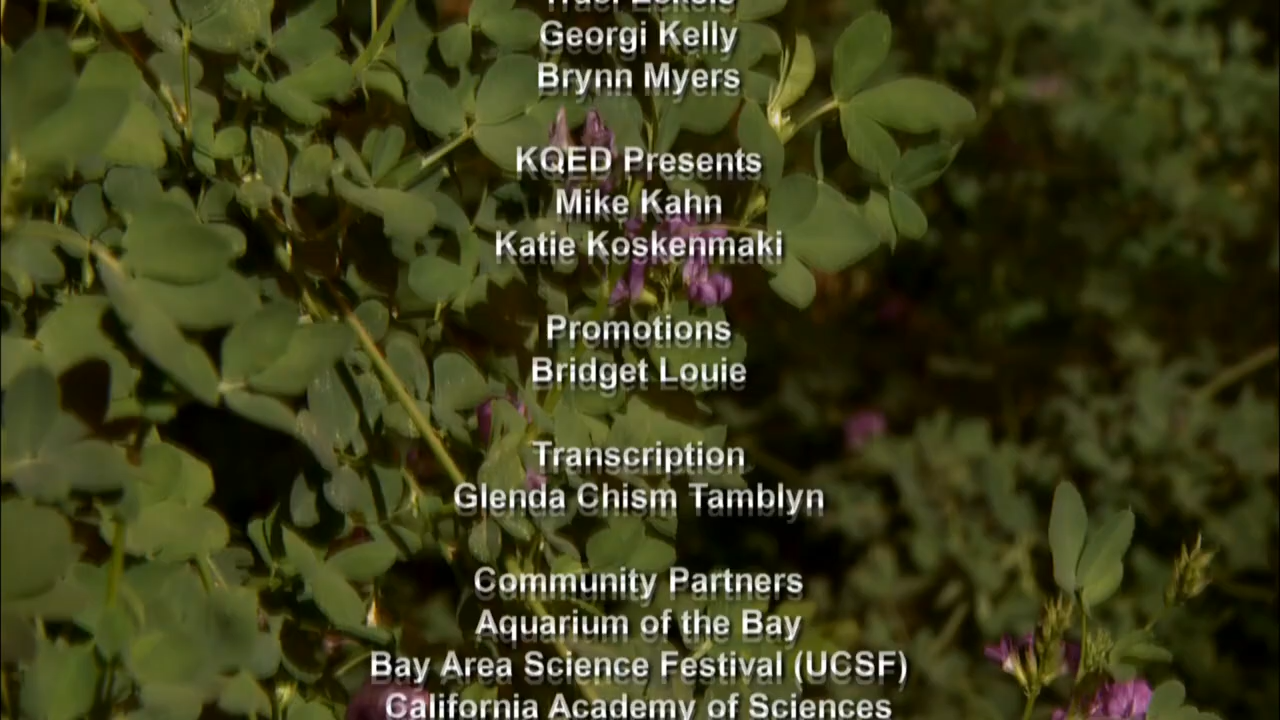 Georgi Kelly
Brynn Myers
KQED Presents
Mike Kahn
Katie Koskenmaki
Promotions
Bridget Louie
Transcription
Glenda Chism Tamblyn
Community Partners
Aquarium of the Bay
Bay Area Science Festival (UCSF)
California Academy of Sciences